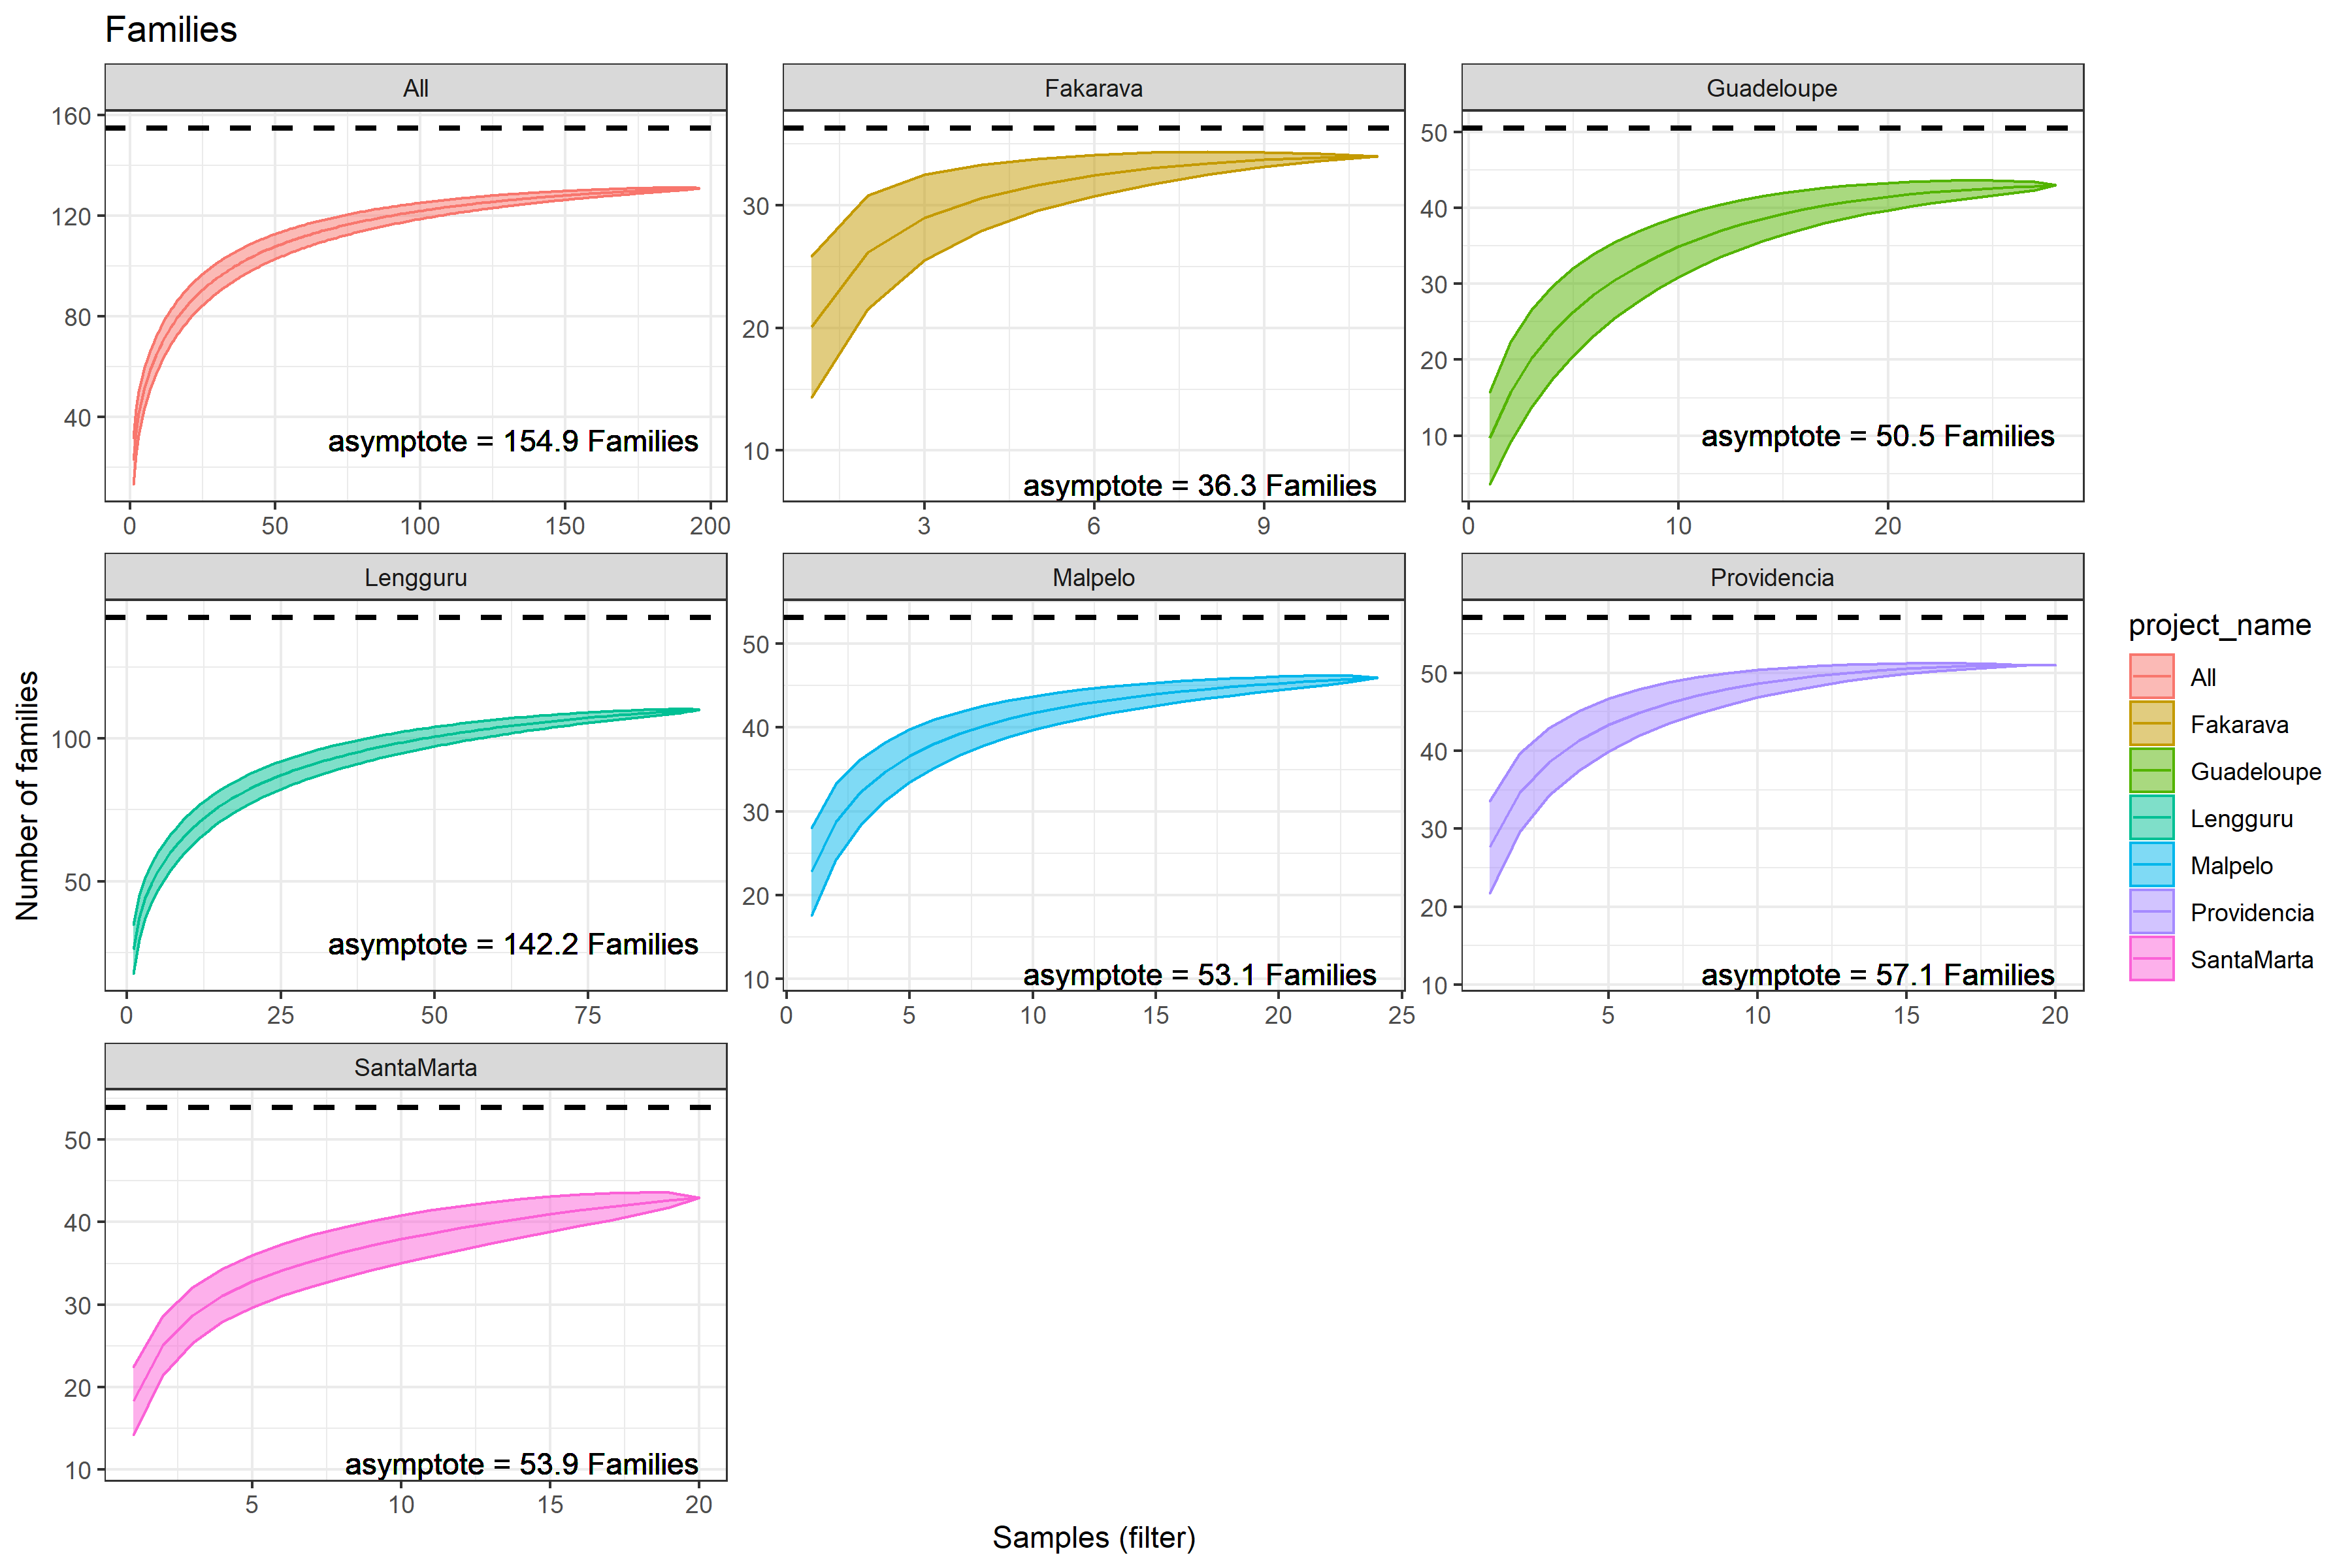 Families
All
Fakarava
Guadeloupe
160
120
80
40
asymptote = 154.9 Families
0 50 100 150 200
30
20
10
asymptote = 36.3 Families
3 6 9
50
40
30
20
10
asymptote = 50.5 Families
0 10 20
Lengguru
Malpelo
Providencia
Number of families
100
50
asymptote = 142.2 Families
0 25 50 75
50
40
30
20
10
asymptote = 53.1 Families
0 5 10 15 20 25
50
40
30
20
10
asymptote = 57.1 Families
5 10 15 20
SantaMarta
50
40
30
20
10
asymptote = 53.9 Families
5 10 15 20
Samples (filter)
project_name
All
Fakarava
Guadeloupe
Lengguru
Malpelo
Providencia
SantaMarta